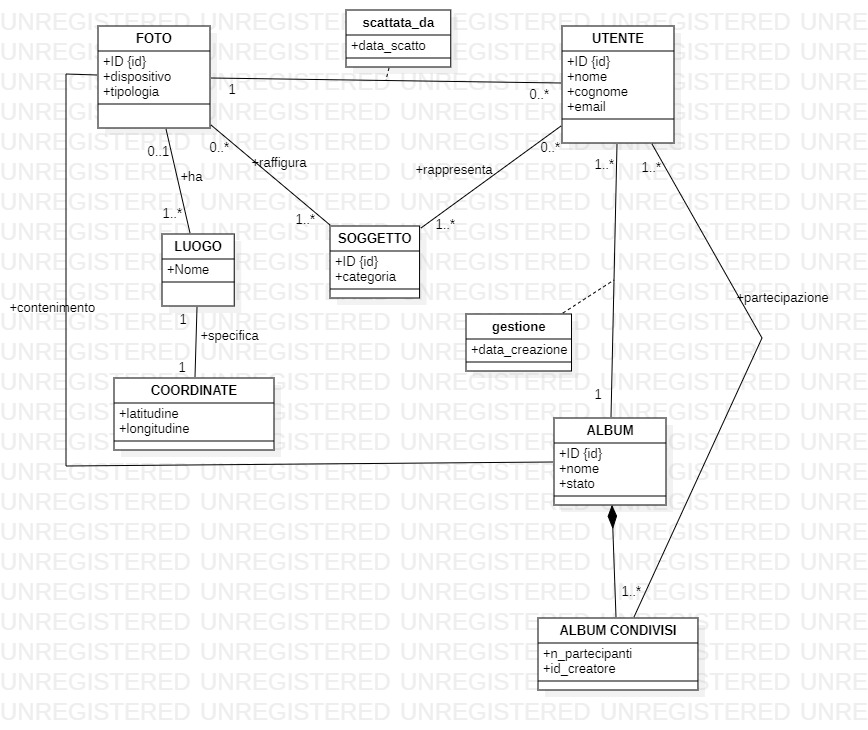 scattata_da
+data_scatto
FOTO
+ID {id}
+dispositivo
+tipologia
UTENTE
+ID {id}
+nome
+cognome
+email
1
0..*
0..1
0..*
+raffigura
+ha
1..*
1..*
0..*
+rappresenta
1..*
1..*
1..*
LUOGO
+Nome
SOGGETTO
+ID {id}
+categoria
+contenimento
+partecipazione
1
+specifica
1
gestione
+data_creazione
COORDINATE
+latitudine
+longitudine
1
ALBUM
+ID {id}
+nome
+stato
1..*
ALBUM CONDIVISI
+n_partecipanti
+id_creatore
UNREGISTERED UNREGISTERED UNREGISTERED UNREGISTERED UNRE